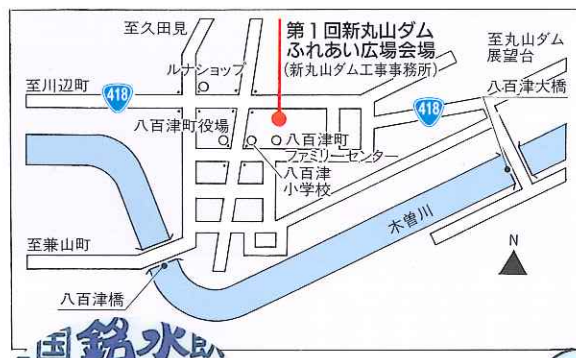 至久田見
第1回新丸山ダム
ふれあい広場会場
(新丸山ダム工事事務所)
至丸山ダム
展望台
ルナショップ
至川辺町
418
八百津大橋
418
八百津町役場
八百津町
ファミリーセンター
八百津
小学校
木曽川
至兼山町
N
八百津橋
国銘水